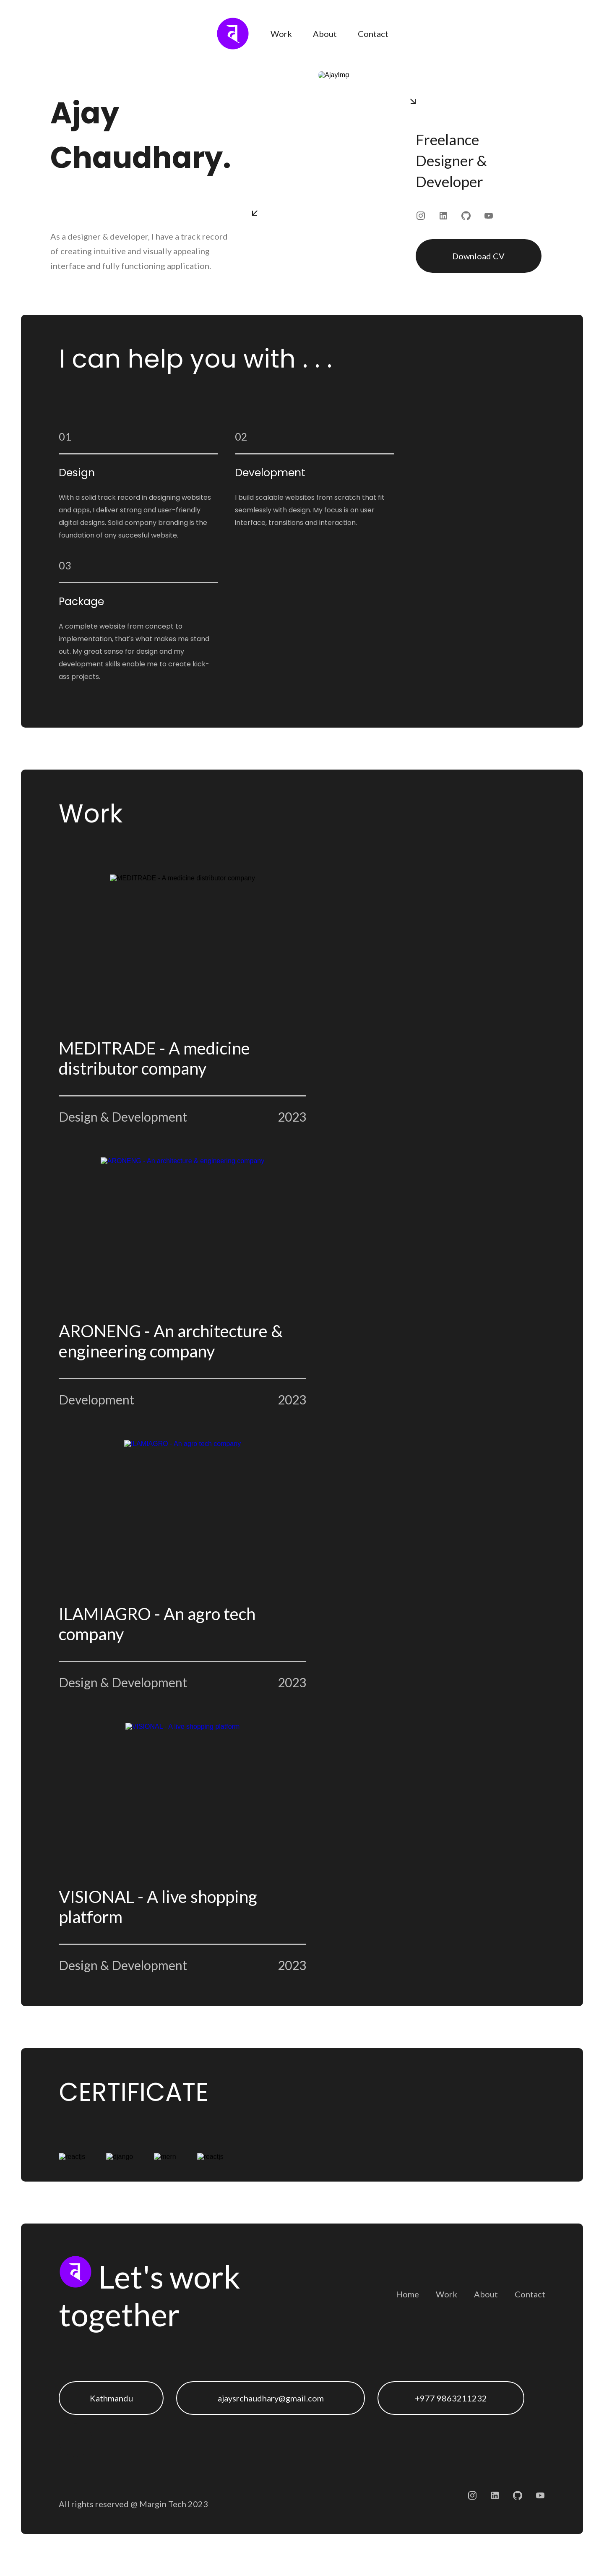 Work About Contact
AjayImp
Ajay
Chaudhary.
Freelance
Designer &
Developer
As a designer & developer, I have a track record
of creating intuitive and visually appealing
interface and fully functioning application.
Download CV
I can help you with . . .
01
Design
With a solid track record in designing websites
and apps, I deliver strong and user-friendly
digital designs. Solid company branding is the
foundation of any succesful website.
02
Development
I build scalable websites from scratch that fit
seamlessly with design. My focus is on user
interface, transitions and interaction.
03
Package
A complete website from concept to
implementation, that's what makes me stand
out. My great sense for design and my
development skills enable me to create kick-
ass projects.
Work
MEDITRADE - A medicine distributor company
MEDITRADE - A medicine
distributor company
Design & Development 2023
ARONENG - An architecture &
engineering company
Development 2023
ILAMIAGRO - An agro tech
company
Design & Development 2023
VISIONAL - A live shopping
platform
Design & Development 2023
CERTIFICATE
Let's work
together
Home Work About Contact
Kathmandu ajaysrchaudhary@gmail.com +977 9863211232
All rights reserved @ Margin Tech 2023